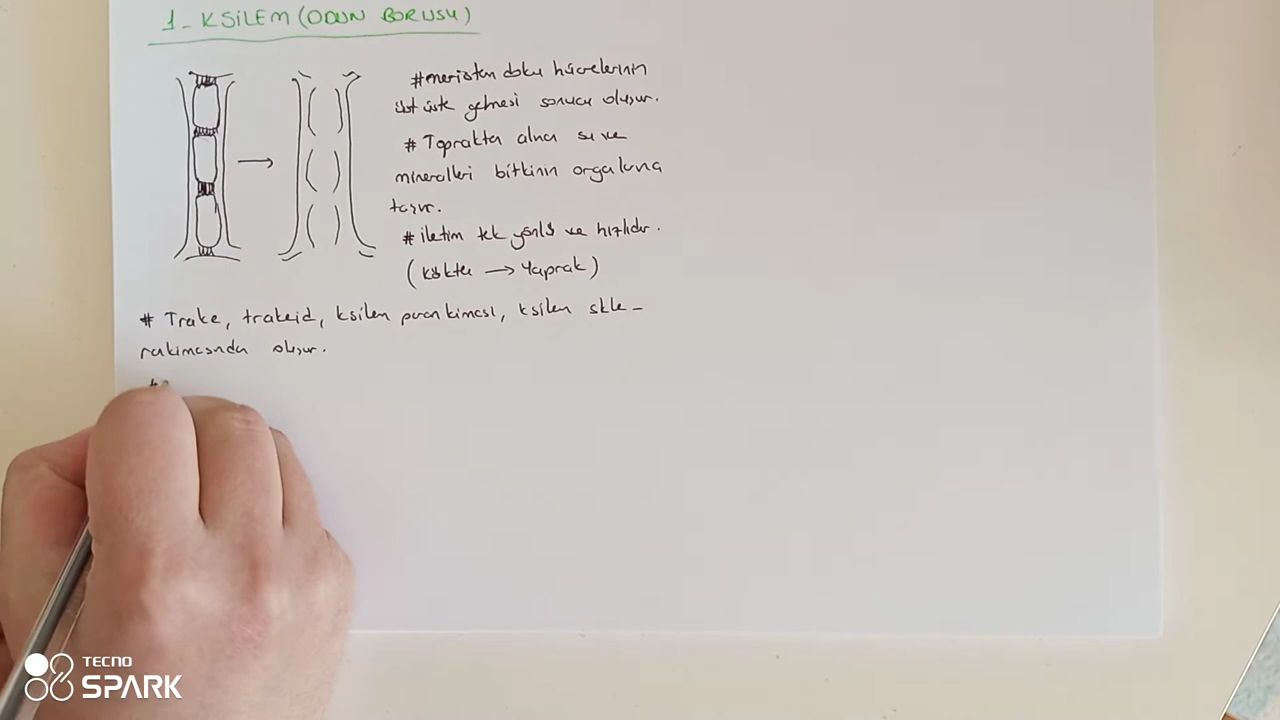 1- KSİLEM (ODUN BORUSU)
#meristem doku hücrelerinin
üst üste gelmesi sonucu oluşur.
# Topraktan alınan su ve
mineralleri bitkinin organlarına
taşır.
# iletim tek yönlü ve hızlıdır.
(Kökten → Yaprak)
# Trake, trakeid, ksilem parankiması, ksilem skle-
rankimasından oluşur.
#
TECNO
SPARK